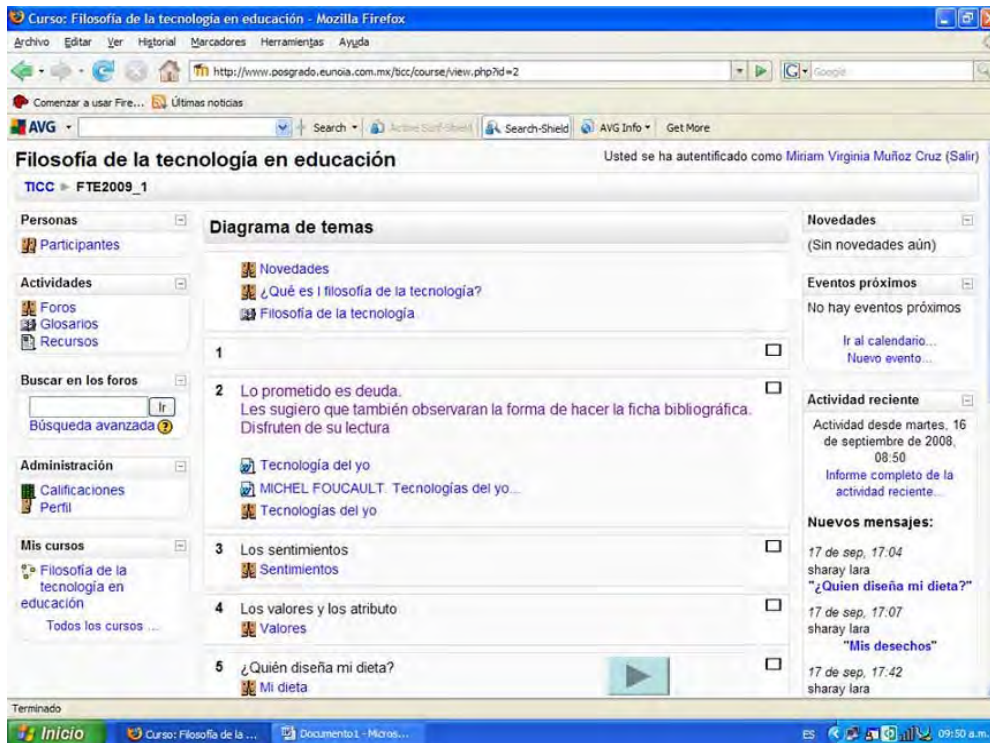 Curso: Filosofía de la tecnología en educación - Mozilla Firefox
Archivo Editar Ver Historial Marcadores Herramientas Ayuda
http://www.posgrado.eunoia.com.mx/ticc/course/view.php?id=2
Google
Comenzar a usar Fire... Últimas noticias
AVG Search Active Surf-Shield Search-Shield AVG Info Get More
Filosofía de la tecnología en educación
Usted se ha autentificado como Miriam Virginia Muñoz Cruz (Salir)
TICC FTE2009_1
Personas
Participantes
Actividades
Foros
Glosarios
Recursos
Buscar en los foros
Ir
Búsqueda avanzada
Administración
Calificaciones
Perfil
Mis cursos
Filosofía de la
tecnología en
educación
Todos los cursos ...
Diagrama de temas
Novedades
¿Qué es l filosofía de la tecnología?
Filosofía de la tecnología
1
2 Lo prometido es deuda.
Les sugiero que también observaran la forma de hacer la ficha bibliográfica.
Disfruten de su lectura
Tecnología del yo
MICHEL FOUCAULT. Tecnologías del yo...
Tecnologías del yo
3 Los sentimientos
Sentimientos
4 Los valores y los atributo
Valores
5 ¿Quién diseña mi dieta?
Mi dieta
Novedades
(Sin novedades aún)
Eventos próximos
No hay eventos próximos
Ir al calendario...
Nuevo evento...
Actividad reciente
Actividad desde martes, 16
de septiembre de 2008,
08:50
Informe completo de la
actividad reciente...
Nuevos mensajes:
17 de sep, 17:04
sharay lara
"¿Quien diseña mi dieta?"
17 de sep, 17:07
sharay lara
"Mis desechos"
17 de sep, 17:42
sharay lara
Terminado
Inicio Curso: Filosofía de la ... Documento1 - Micros... ES 09:50 a.m.